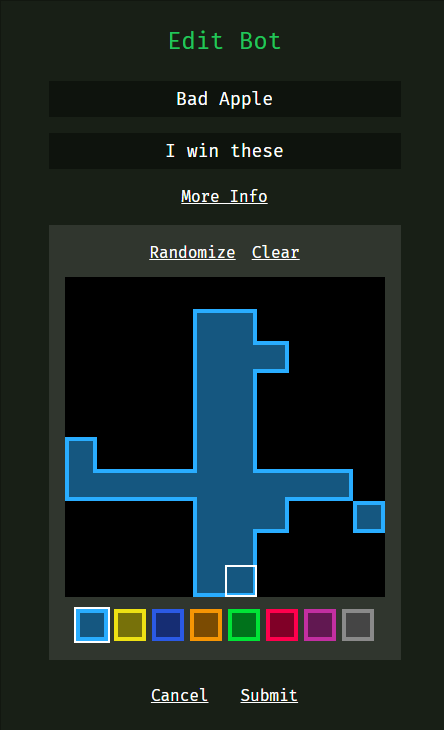 Edit Bot
Bad Apple
I win these
More Info
Randomize Clear
Cancel Submit